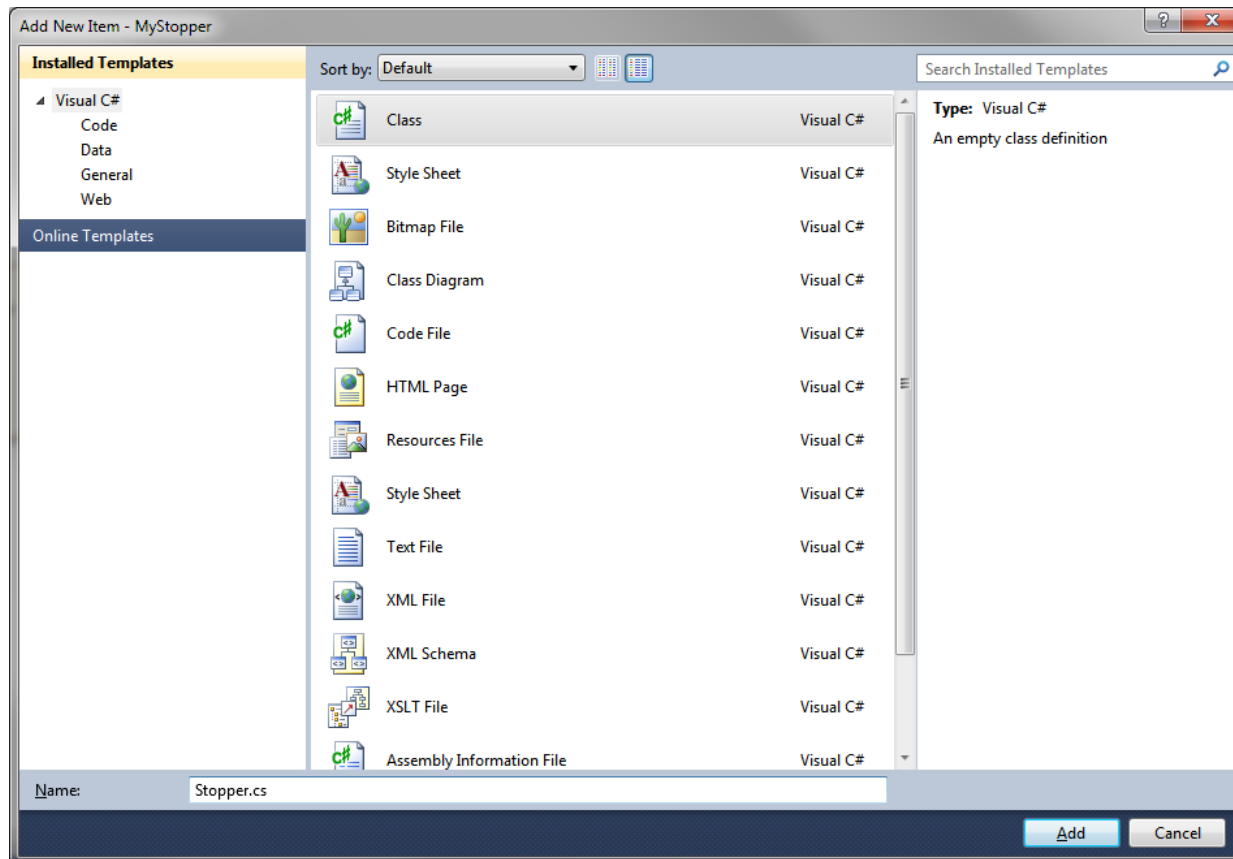 Add New Item - MyStopper
Installed Templates
Visual C#
Code
Data
General
Web
Online Templates
Sort by: Default
Search Installed Templates
Class Visual C#
Style Sheet Visual C#
Bitmap File Visual C#
Class Diagram Visual C#
Code File Visual C#
HTML Page Visual C#
Resources File Visual C#
Style Sheet Visual C#
Text File Visual C#
XML File Visual C#
XML Schema Visual C#
XSLT File Visual C#
Assembly Information File Visual C#
Type: Visual C#
An empty class definition
Name: Stopper.cs
Add Cancel